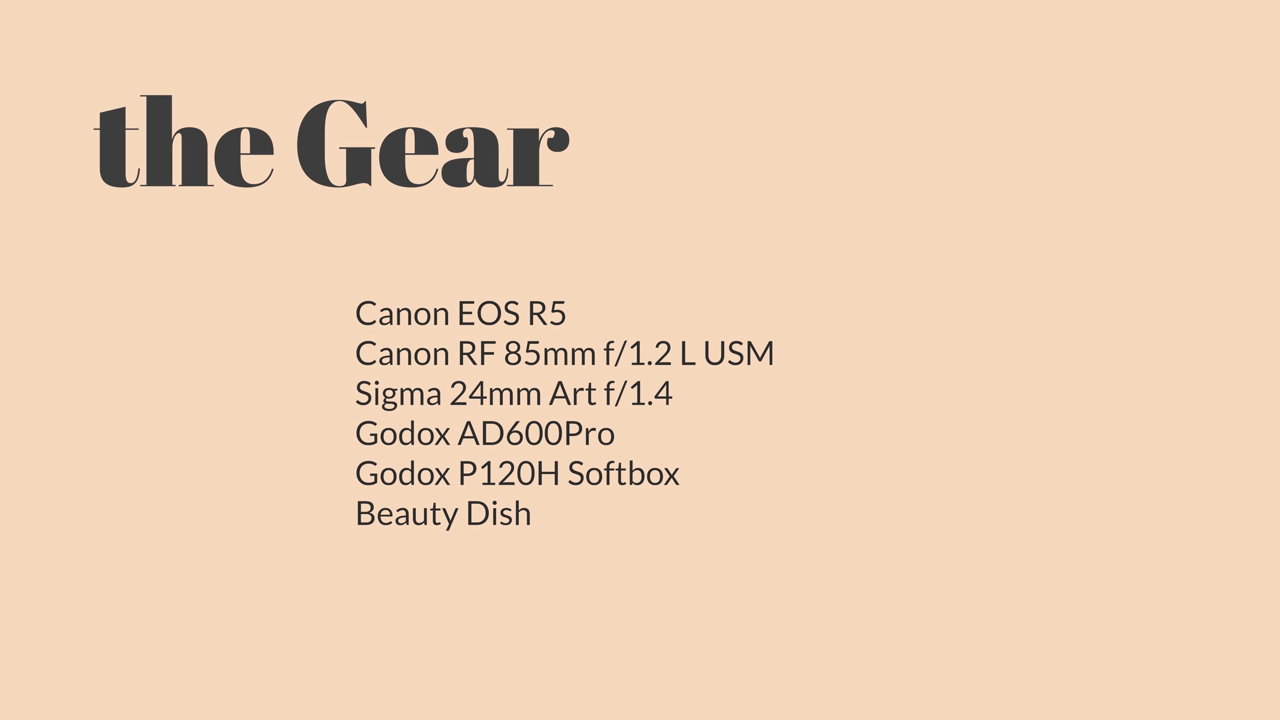 the Gear
Canon EOS R5
Canon RF 85mm f/1.2 L USM
Sigma 24mm Art f/1.4
Godox AD600Pro
Godox P120H Softbox
Beauty Dish